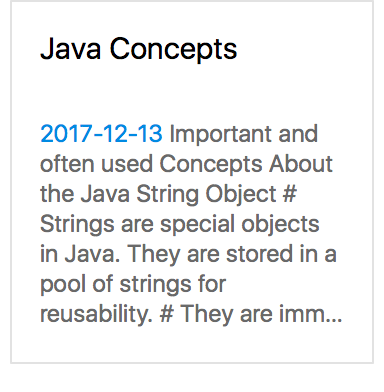 Java Concepts
2017-12-13 Important and
often used Concepts About
the Java String Object #
Strings are special objects
in Java. They are stored in a
pool of strings for
reusability. # They are imm...